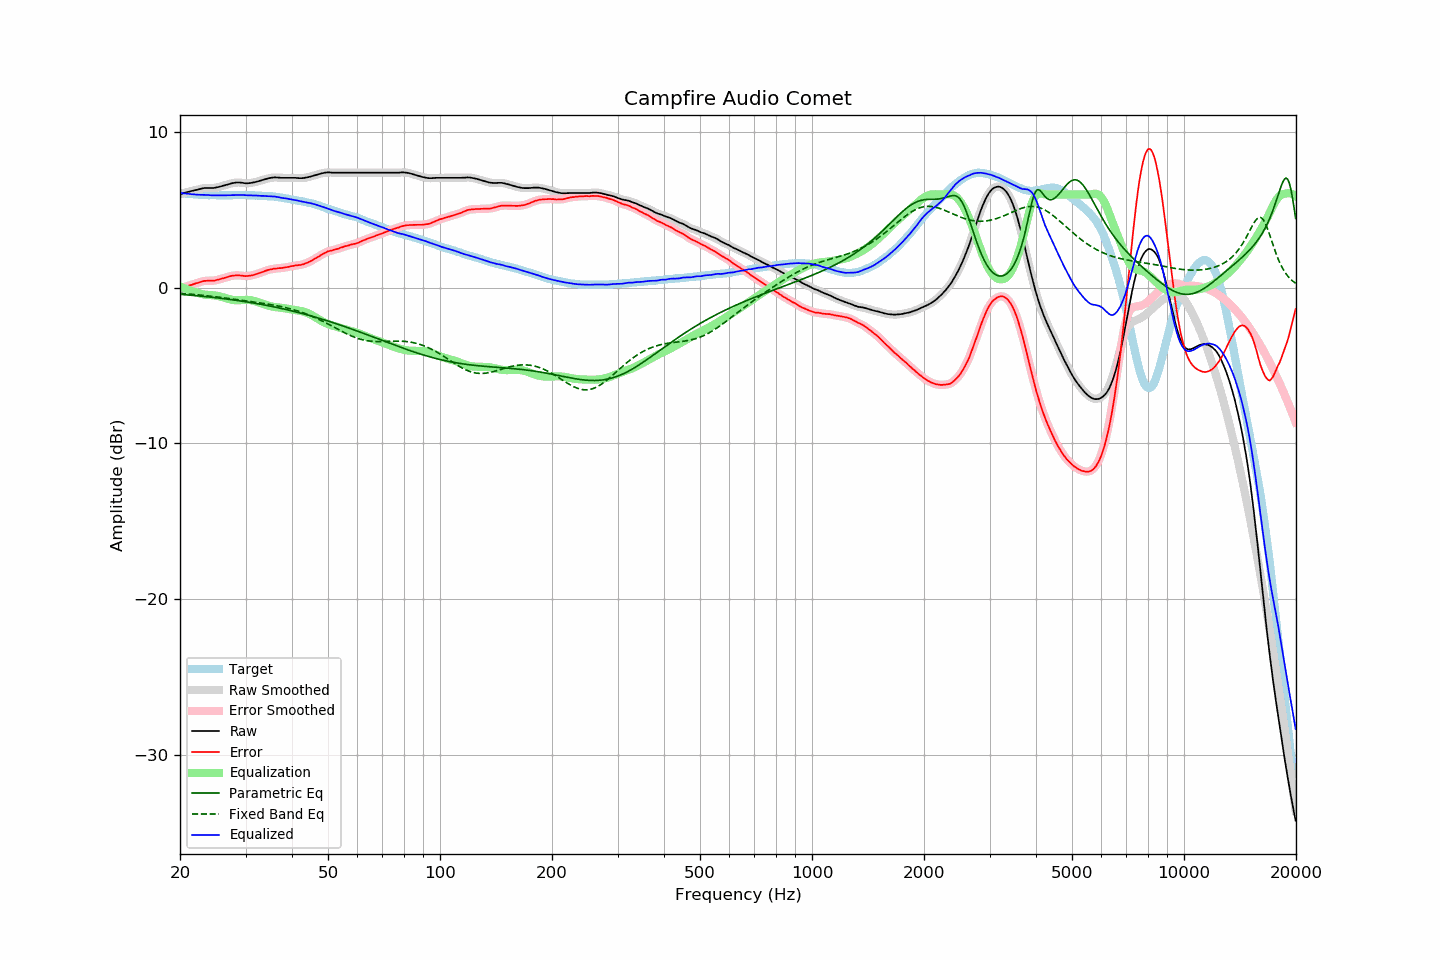 Campfire Audio Comet
10
0
−10
−20
−30
Amplitude (dBr)
Target
Raw Smoothed
Error Smoothed
Raw
Error
Equalization
Parametric Eq
Fixed Band Eq
Equalized
20 50 100 200 500 1000 2000 5000 10000 20000
Frequency (Hz)